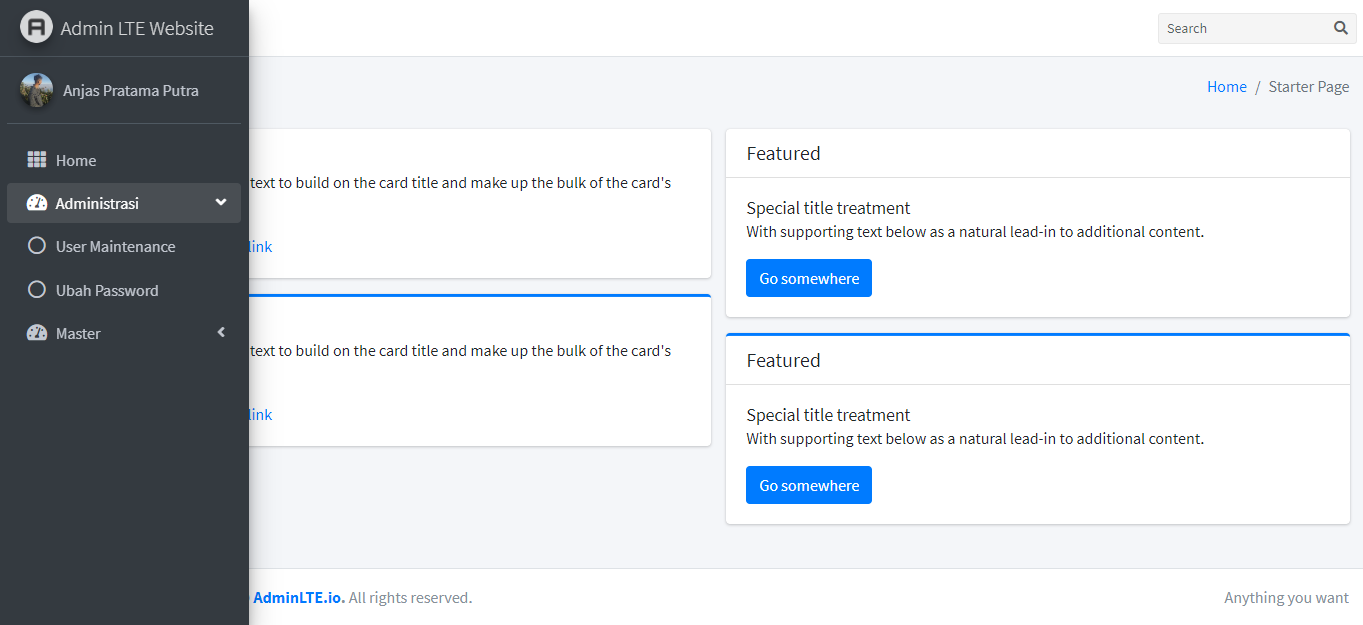 Admin LTE Website
Anjas Pratama Putra
Home
Administrasi
User Maintenance
Ubah Password
Master
Search
Home / Starter Page
text to build on the card title and make up the bulk of the card's
link
text to build on the card title and make up the bulk of the card's
link
Featured
Special title treatment
With supporting text below as a natural lead-in to additional content.
Go somewhere
Featured
Special title treatment
With supporting text below as a natural lead-in to additional content.
Go somewhere
AdminLTE.io. All rights reserved.
Anything you want